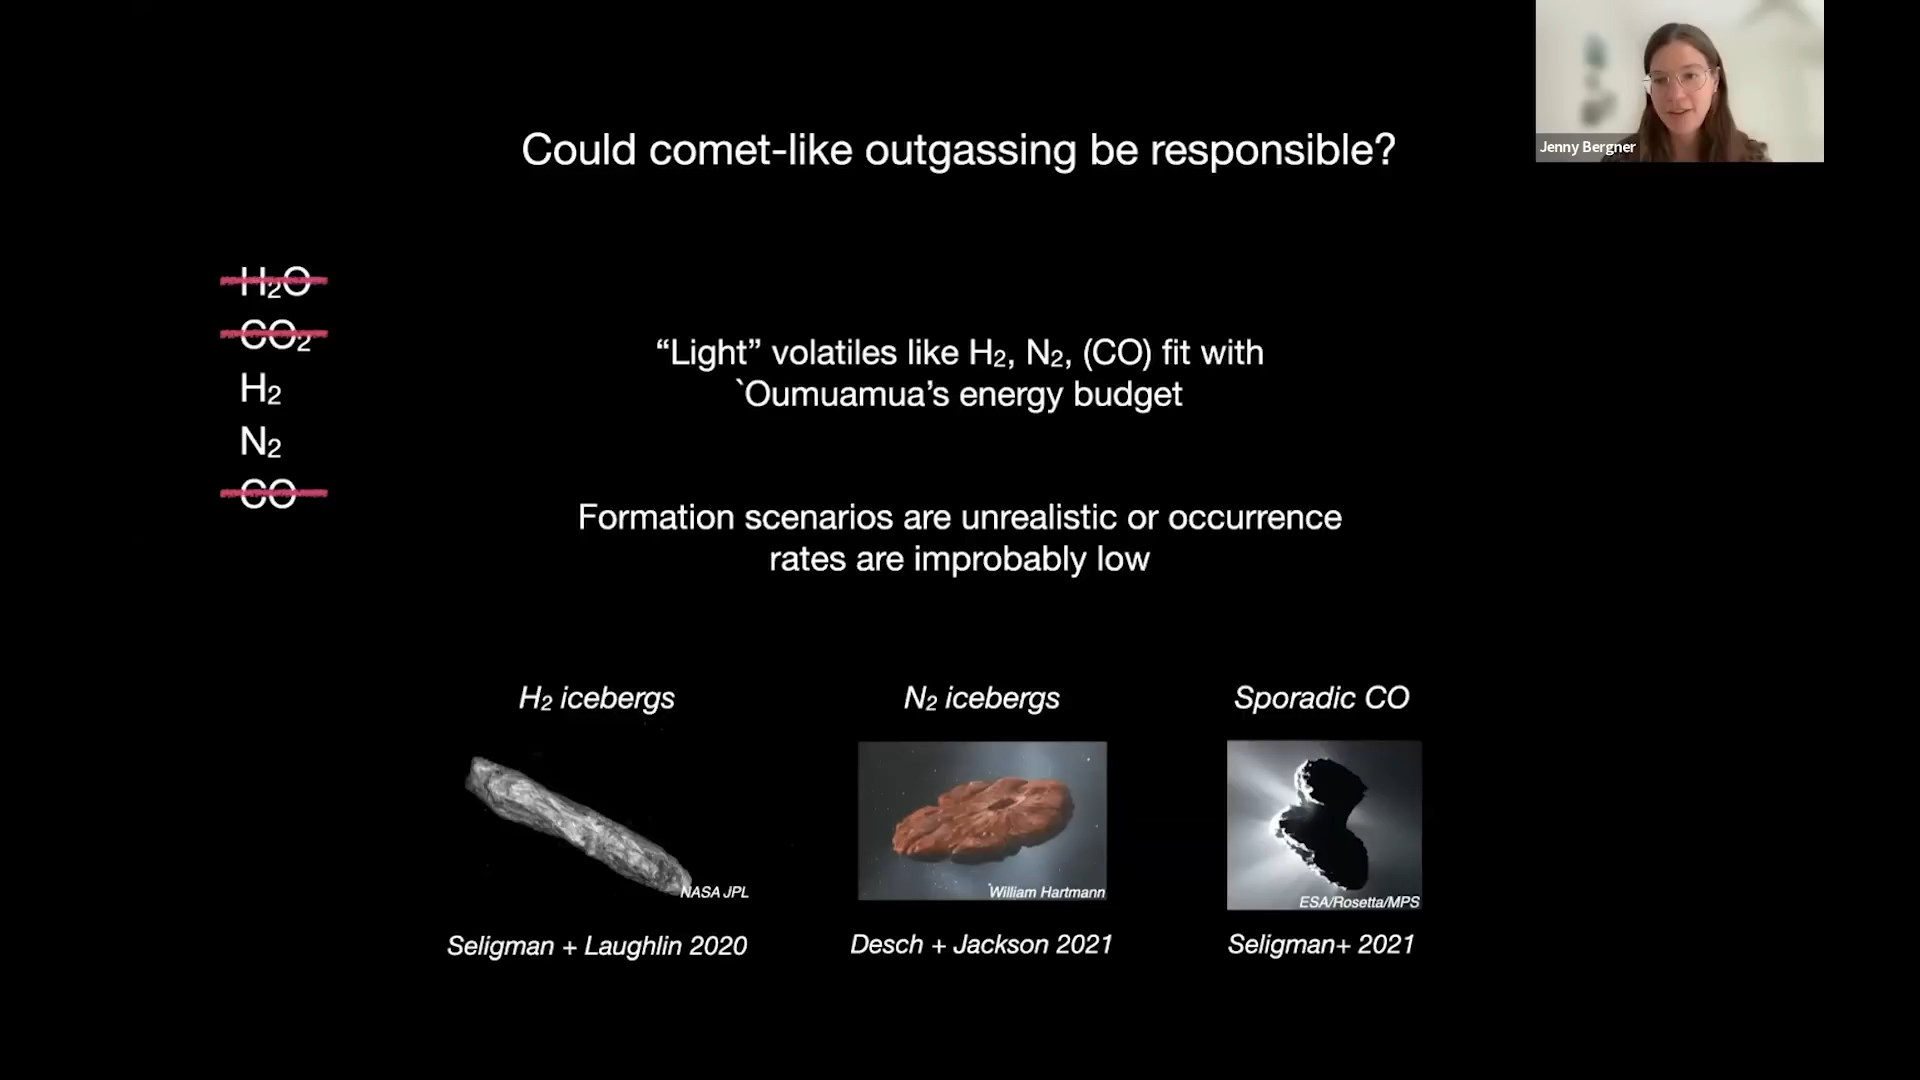 Jenny Bergner
Could comet-like outgassing be responsible?
H₂O
CO₂
H₂
N₂
CO
“Light” volatiles like H₂, N₂, (CO) fit with
`Oumuamua’s energy budget
Formation scenarios are unrealistic or occurrence
rates are improbably low
H₂ icebergs
N₂ icebergs
Sporadic CO
NASA JPL
William Hartmann
ESA/Rosetta/MPS
Seligman + Laughlin 2020
Desch + Jackson 2021
Seligman+ 2021